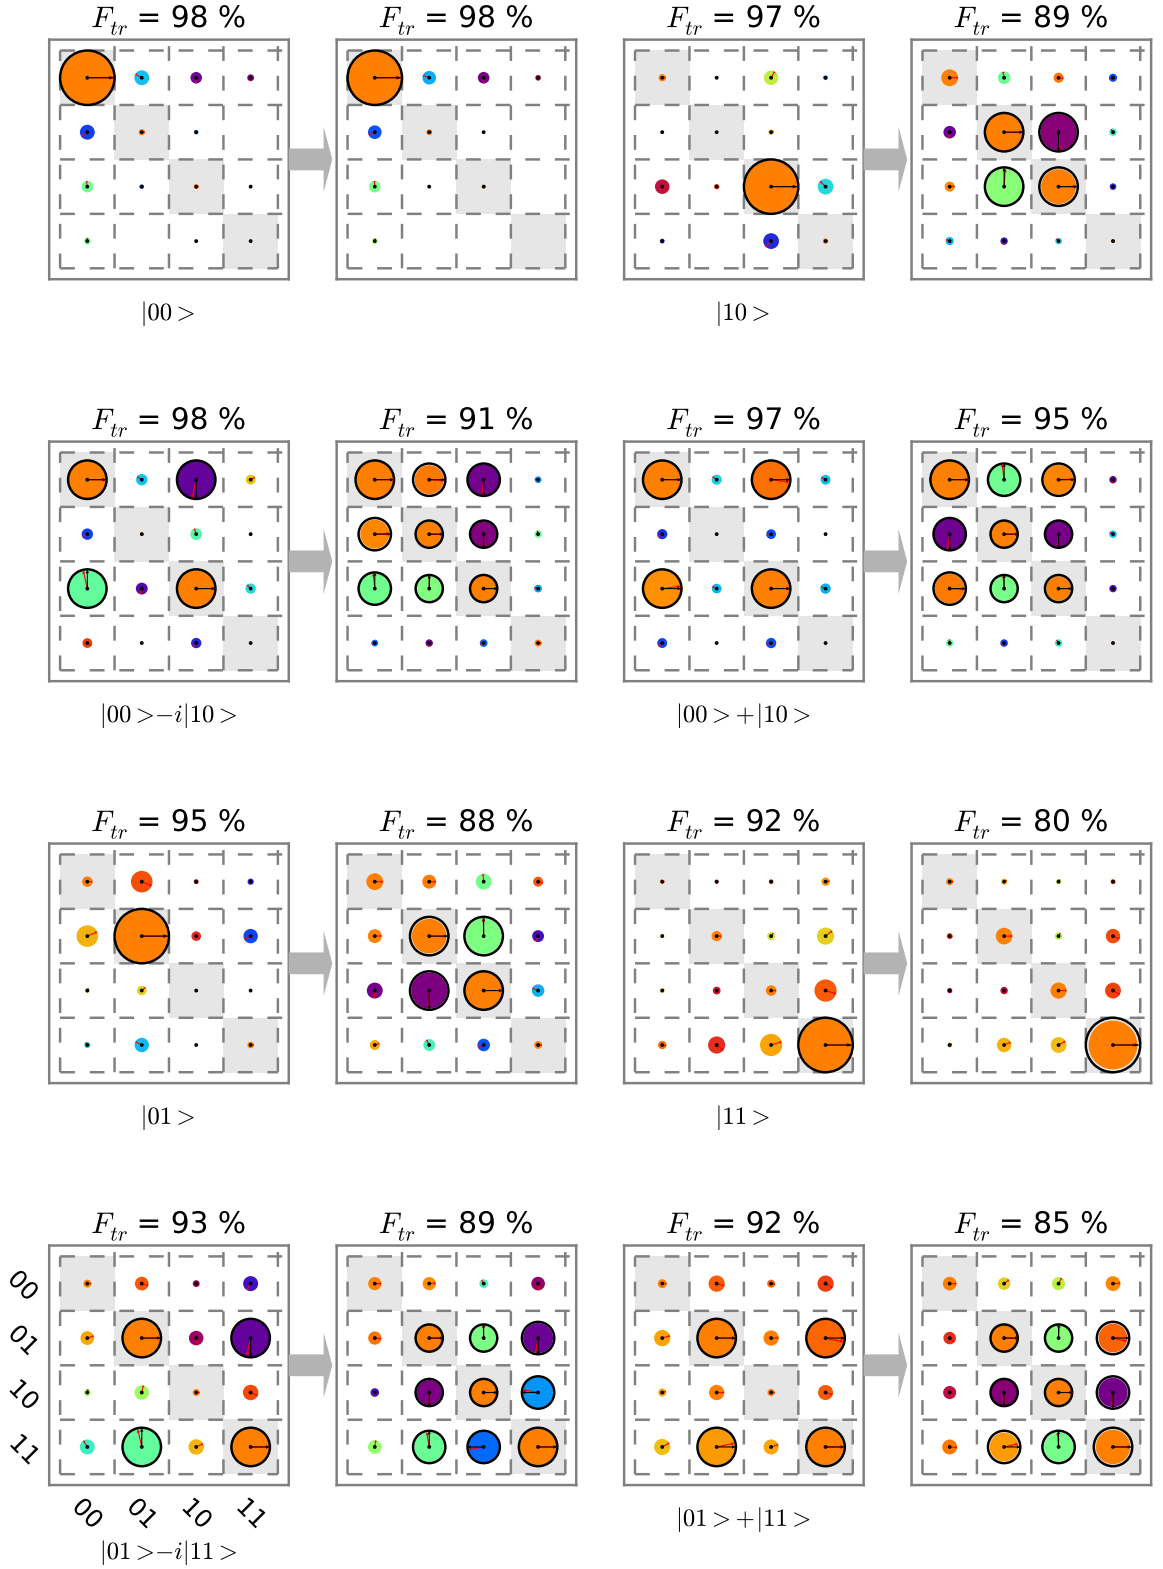 F_tr = 98 % F_tr = 98 % F_tr = 97 % F_tr = 89 %
|00> |10>
F_tr = 98 % F_tr = 91 % F_tr = 97 % F_tr = 95 %
|00>−i|10> |00>+|10>
F_tr = 95 % F_tr = 88 % F_tr = 92 % F_tr = 80 %
|01> |11>
F_tr = 93 % F_tr = 89 % F_tr = 92 % F_tr = 85 %
00
01
10
11
00 01 10 11
|01>−i|11> |01>+|11>